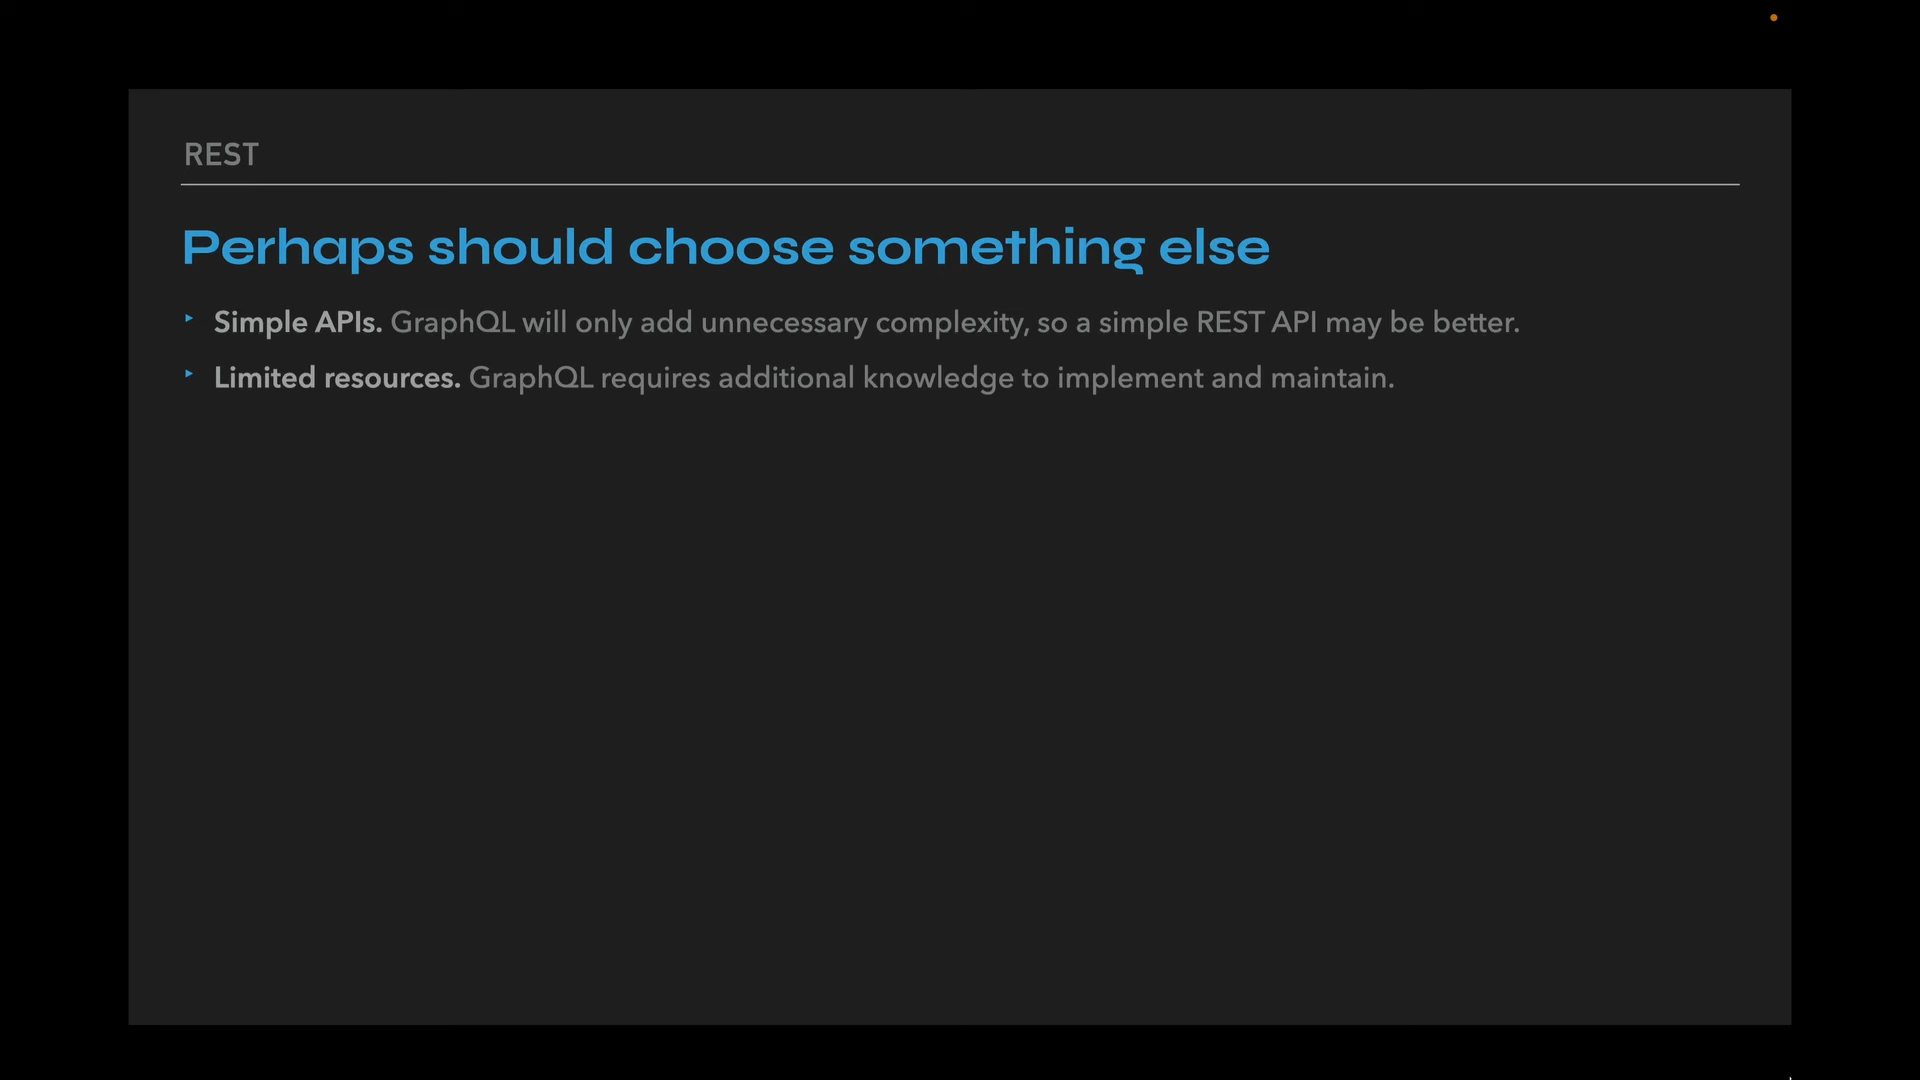 REST
Perhaps should choose something else
‣ Simple APIs. GraphQL will only add unnecessary complexity, so a simple REST API may be better.
‣ Limited resources. GraphQL requires additional knowledge to implement and maintain.